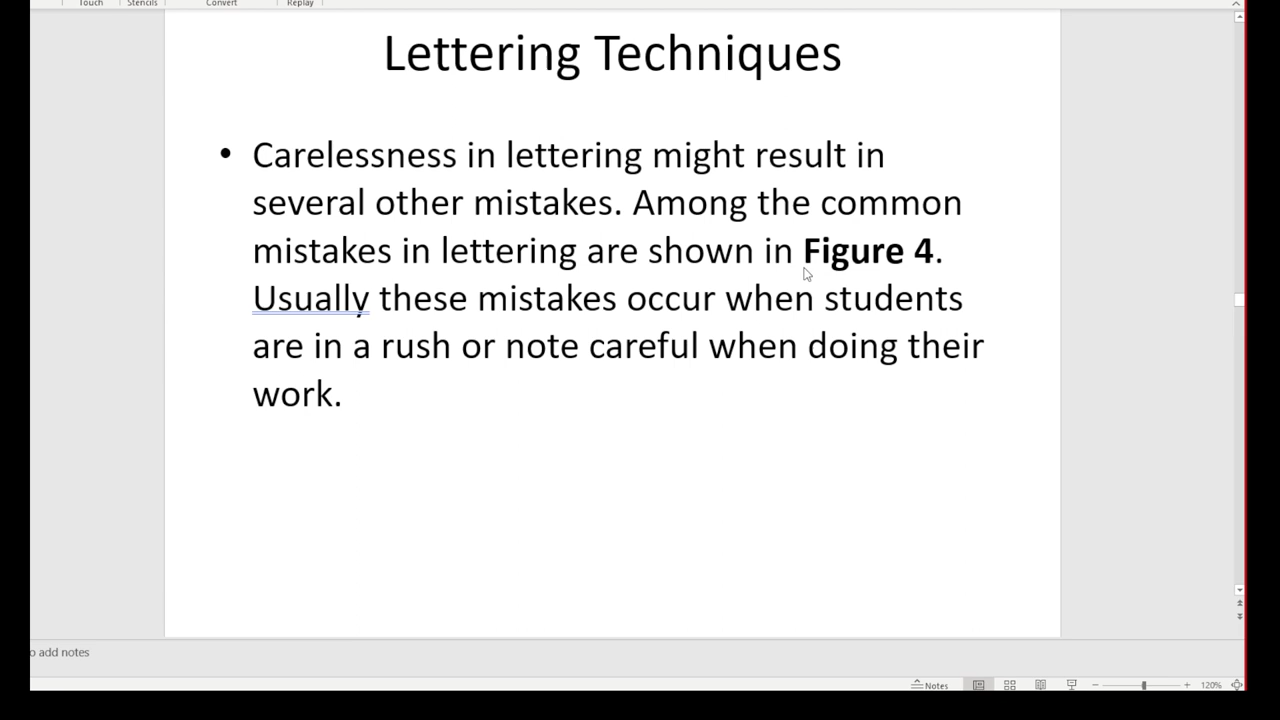 Touch Stencils Convert Replay
Lettering Techniques
• Carelessness in lettering might result in
several other mistakes. Among the common
mistakes in lettering are shown in Figure 4.
Usually these mistakes occur when students
are in a rush or note careful when doing their
work.
o add notes
Notes 120%